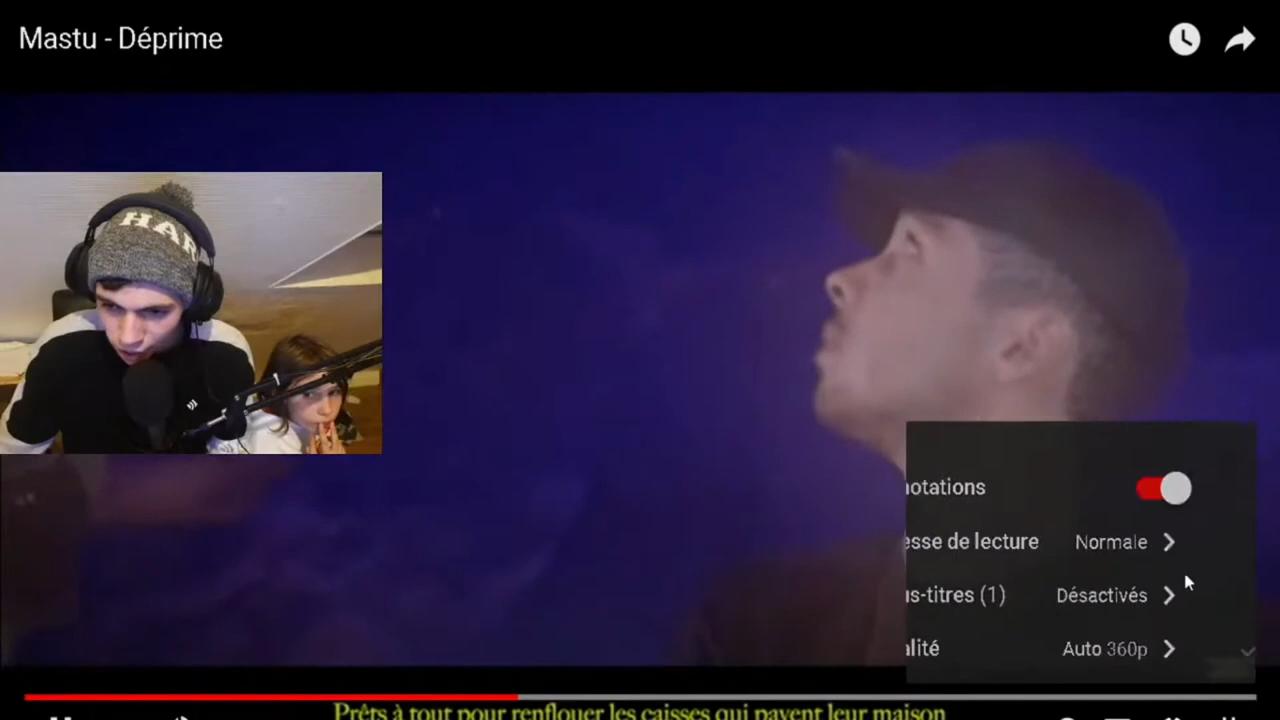 Mastu - Déprime
HAR
notations
esse de lecture Normale
s-titres (1) Désactivés
alité Auto 360p
Prêts à tout pour renflouer les caisses qui payent leur maison